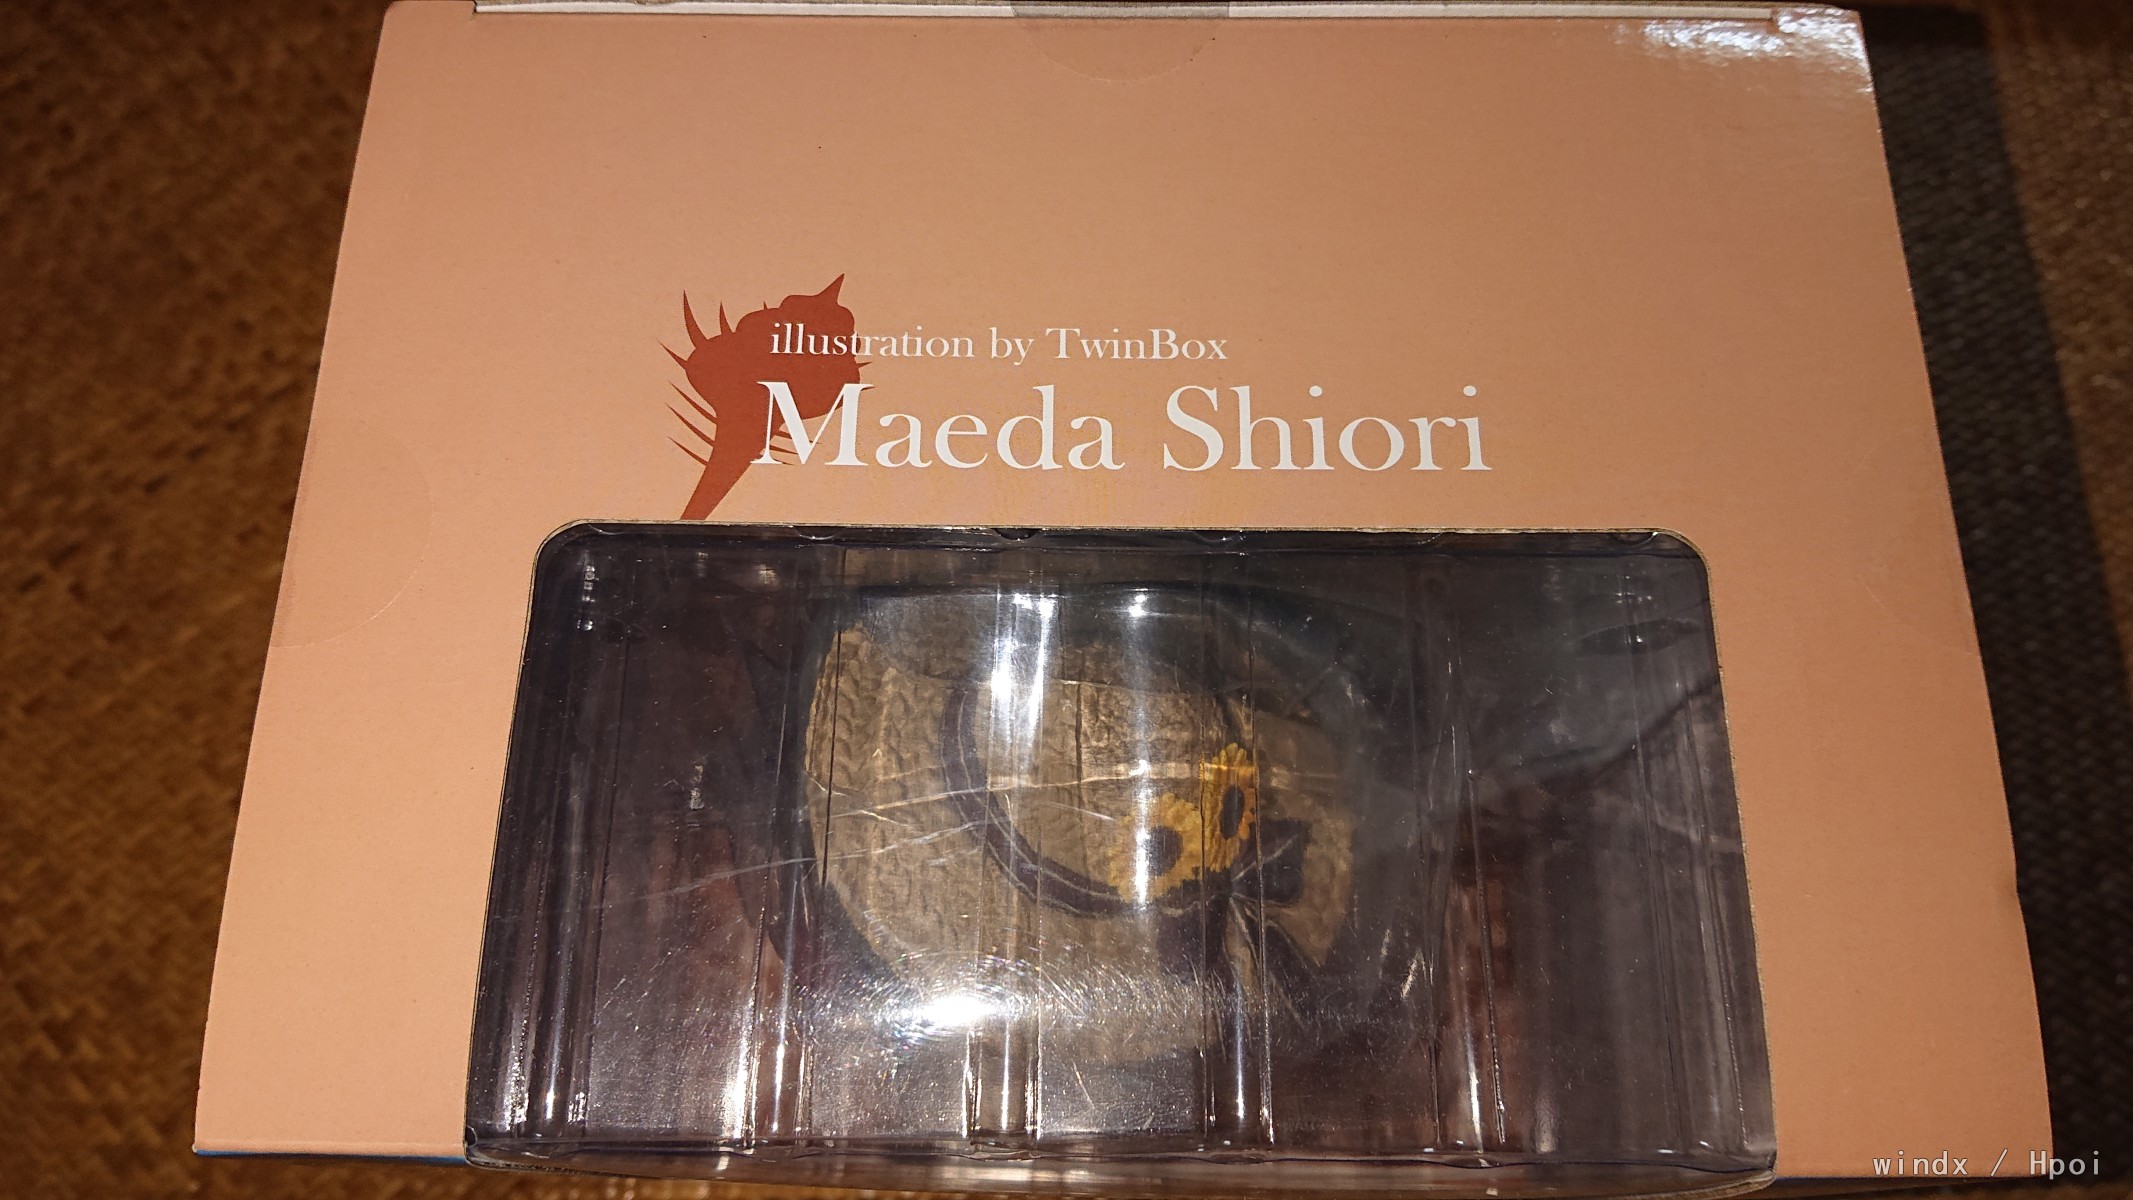 illustration by TwinBox
Maeda Shiori
windx / Hpoi